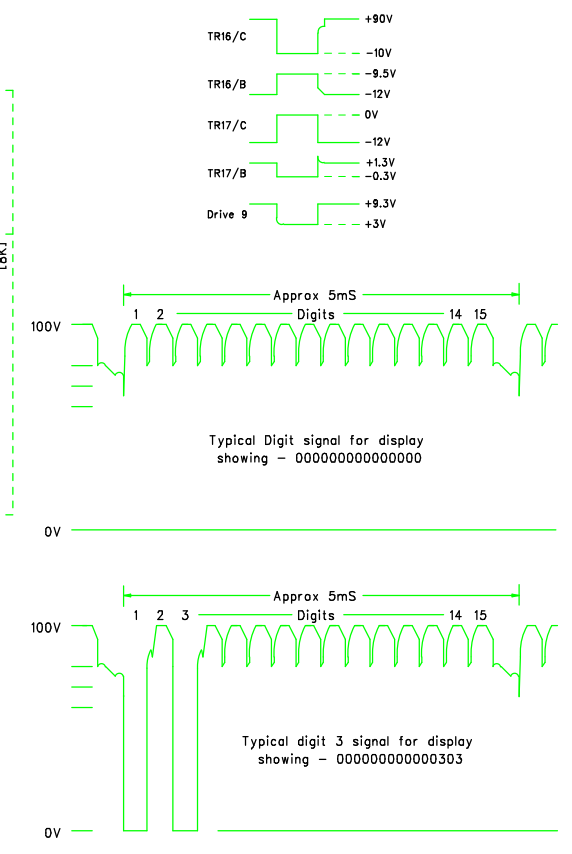 +90V
TR16/C
-10V
-9.5V
TR16/B
-12V
0V
TR17/C
-12V
+1.3V
TR17/B
-0.3V
+9.3V
Drive 9
+3V
[8K]
Approx 5mS
1 2 Digits 14 15
100V
Typical Digit signal for display
showing - 000000000000000
0V
Approx 5mS
1 2 3 Digits 14 15
100V
Typical digit 3 signal for display
showing - 000000000000303
0V